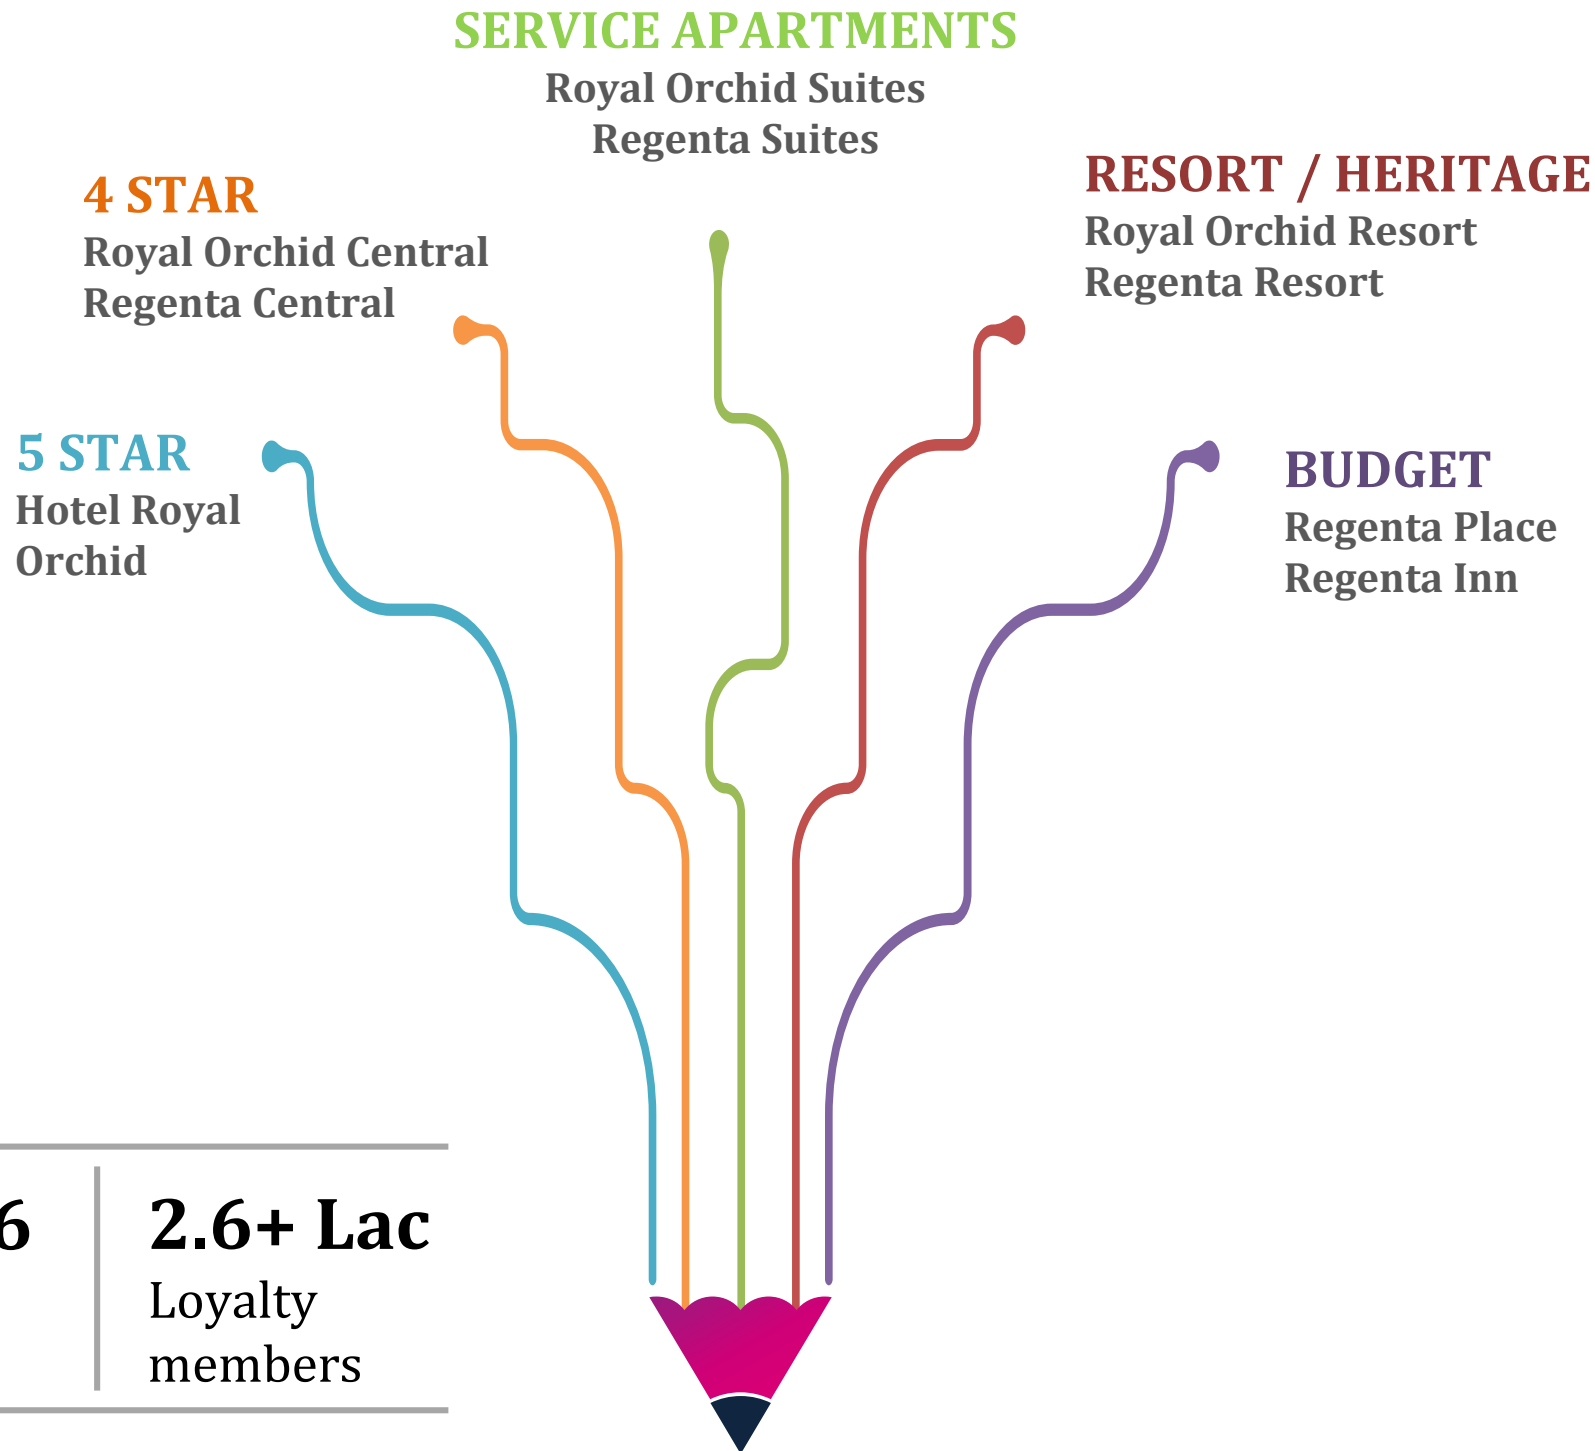 SERVICE APARTMENTS
Royal Orchid Suites
Regenta Suites
4 STAR
Royal Orchid Central
Regenta Central
RESORT / HERITAGE
Royal Orchid Resort
Regenta Resort
5 STAR
Hotel Royal
Orchid
BUDGET
Regenta Place
Regenta Inn
6
2.6+ Lac
Loyalty
members